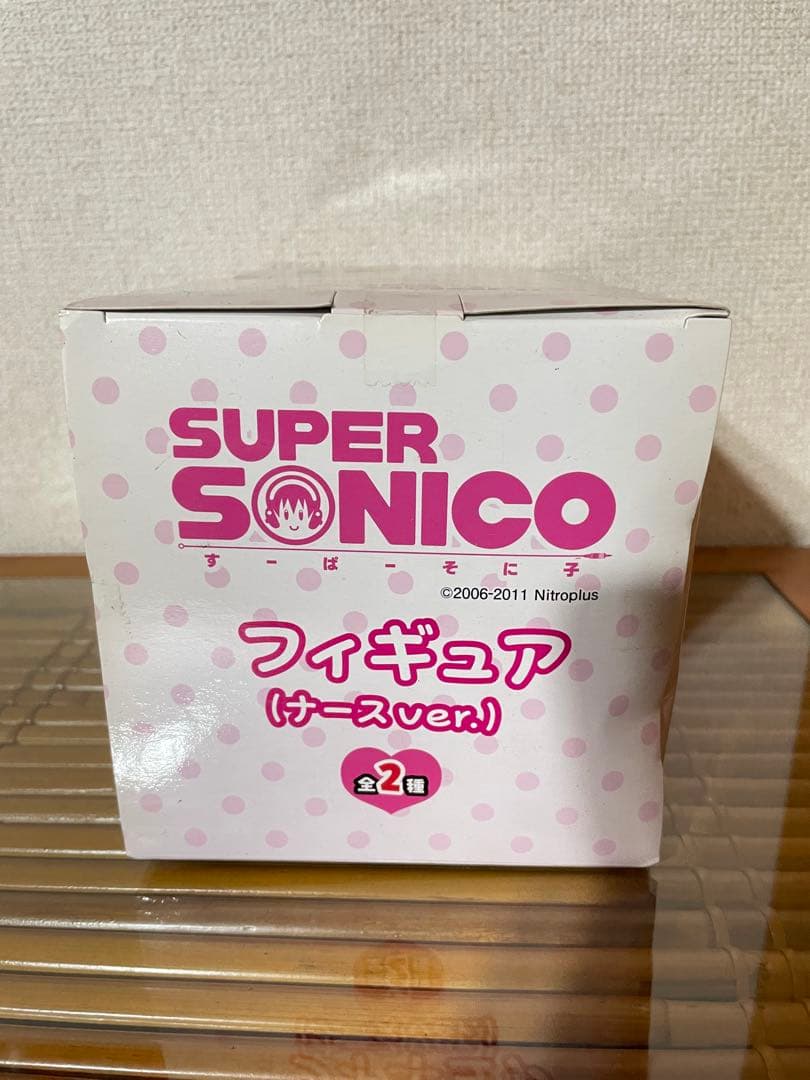 SUPER
SONICO
すーぱーそに子
©2006-2011 Nitroplus
フィギュア
(ナースver.)
全2種